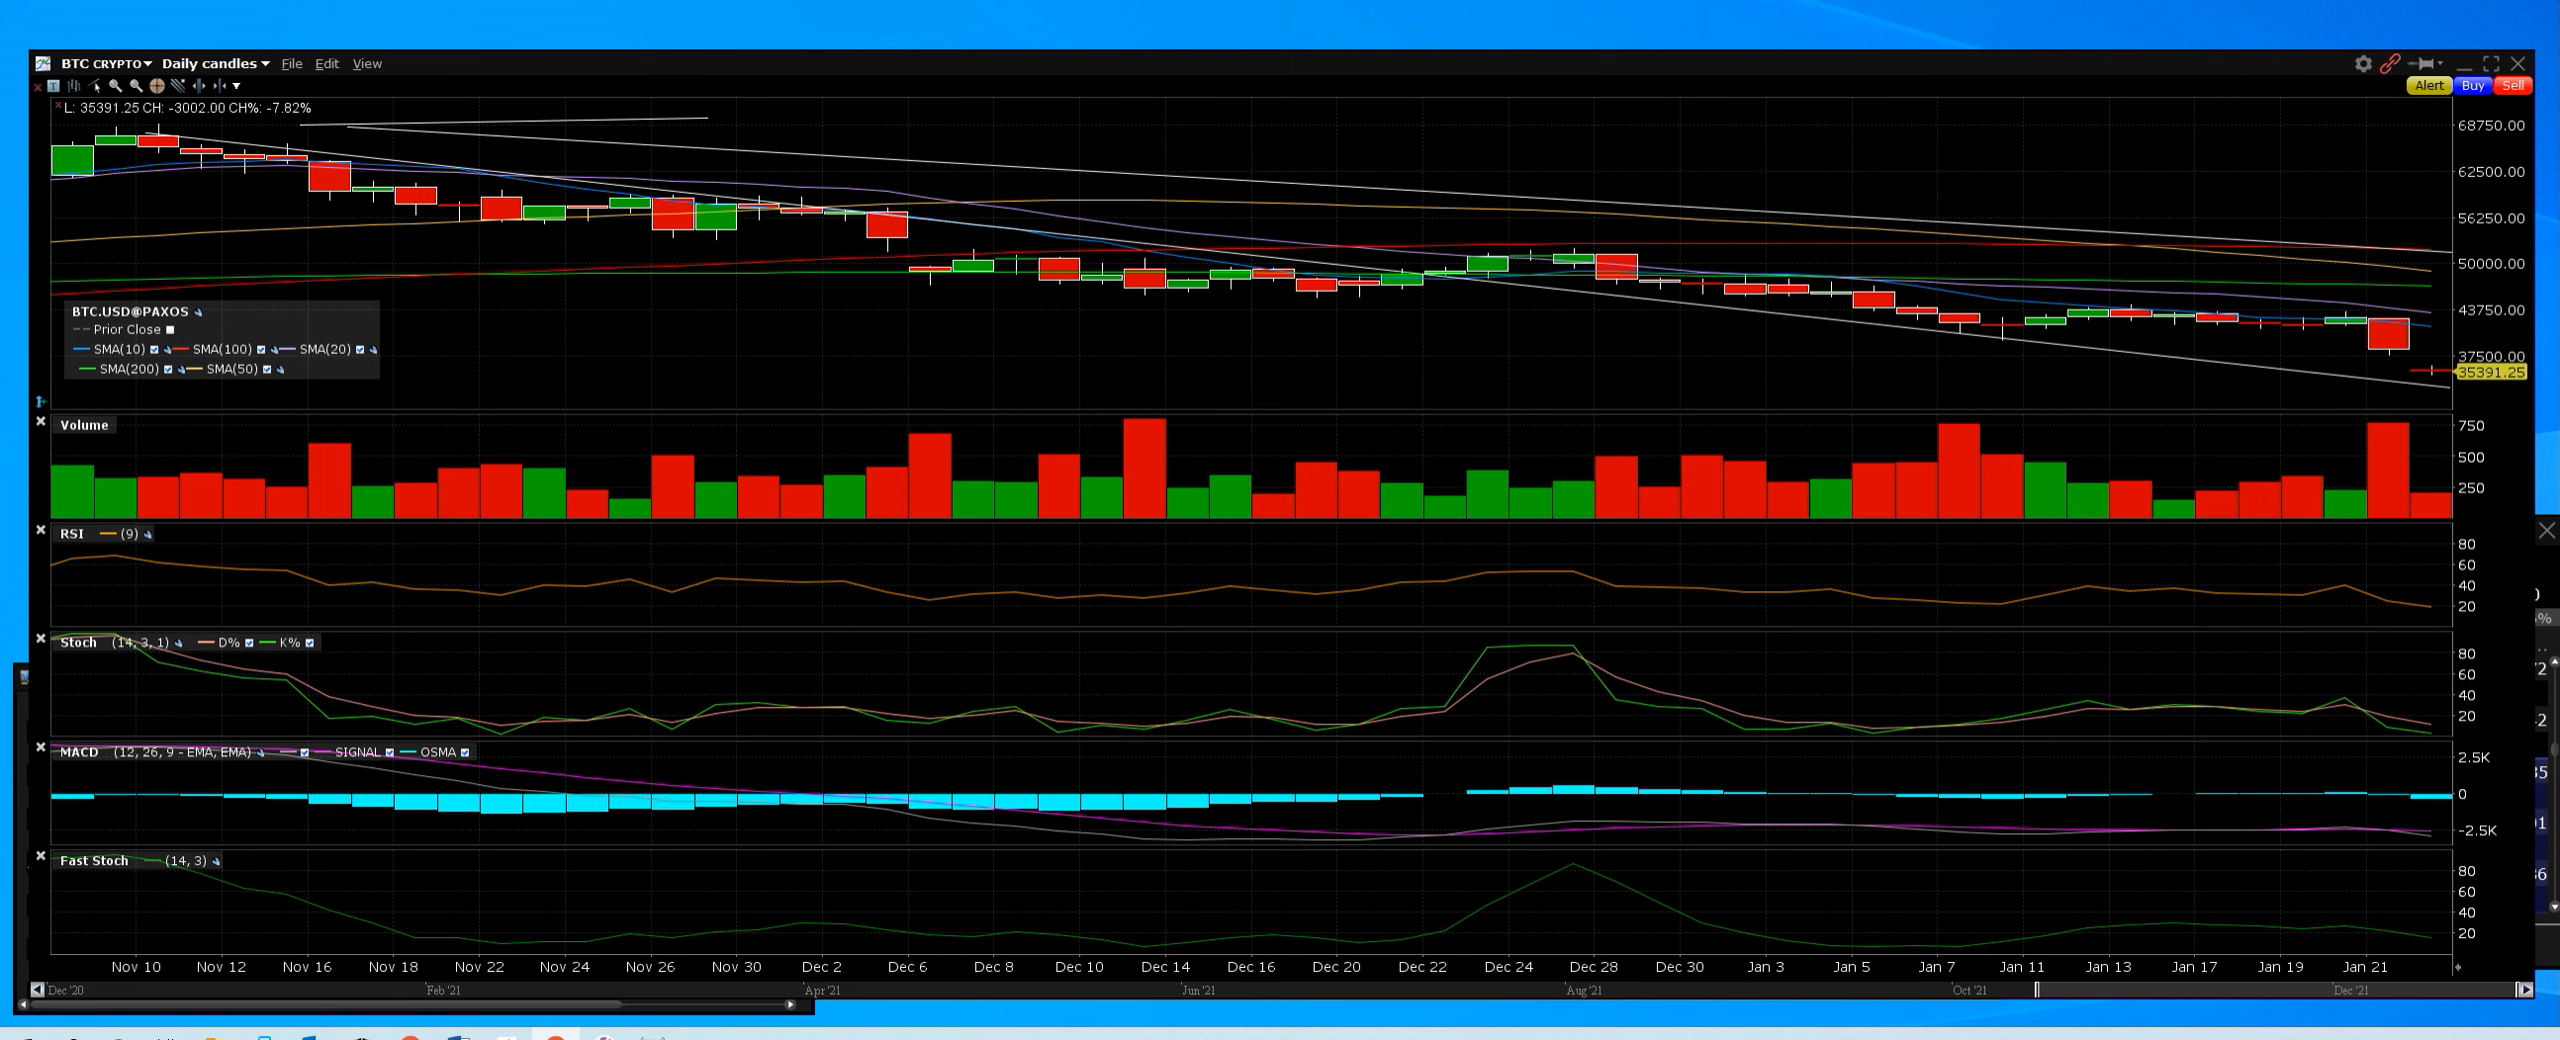 BTC CRYPTO Daily candles File Edit View
Alert Buy Sell
L: 35391.25 CH: -3002.00 CH%: -7.82%
68750.00
62500.00
56250.00
50000.00
43750.00
37500.00
35391.25
BTC.USD@PAXOS
Prior Close
SMA(10) SMA(100) SMA(20)
SMA(200) SMA(50)
Volume
750
500
250
RSI (9)
80
60
40
20
Stoch (14, 3, 1) D% K%
80
60
40
20
MACD (12, 26, 9 - EMA, EMA) SIGNAL OSMA
2.5K
0
-2.5K
Fast Stoch (14, 3)
80
60
40
20
Nov 10 Nov 12 Nov 16 Nov 18 Nov 22 Nov 24 Nov 26 Nov 30 Dec 2 Dec 6 Dec 8 Dec 10 Dec 14 Dec 16 Dec 20 Dec 22 Dec 24 Dec 28 Dec 30 Jan 3 Jan 5 Jan 7 Jan 11 Jan 13 Jan 17 Jan 19 Jan 21
Dec '20 Feb '21 Apr '21 Jun '21 Aug '21 Oct '21 Dec '21